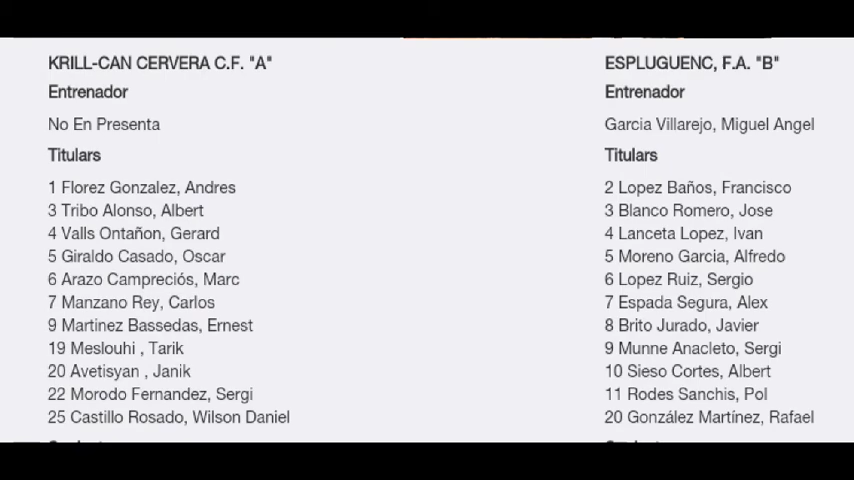 KRILL-CAN CERVERA C.F. "A"
Entrenador
No En Presenta
Titulars
1 Florez Gonzalez, Andres
3 Tribo Alonso, Albert
4 Valls Ontañon, Gerard
5 Giraldo Casado, Oscar
6 Arazo Campreciós, Marc
7 Manzano Rey, Carlos
9 Martinez Bassedas, Ernest
19 Meslouhi , Tarik
20 Avetisyan , Janik
22 Morodo Fernandez, Sergi
25 Castillo Rosado, Wilson Daniel
ESPLUGUENC, F.A. "B"
Entrenador
Garcia Villarejo, Miguel Angel
Titulars
2 Lopez Baños, Francisco
3 Blanco Romero, Jose
4 Lanceta Lopez, Ivan
5 Moreno Garcia, Alfredo
6 Lopez Ruiz, Sergio
7 Espada Segura, Alex
8 Brito Jurado, Javier
9 Munne Anacleto, Sergi
10 Sieso Cortes, Albert
11 Rodes Sanchis, Pol
20 González Martínez, Rafael